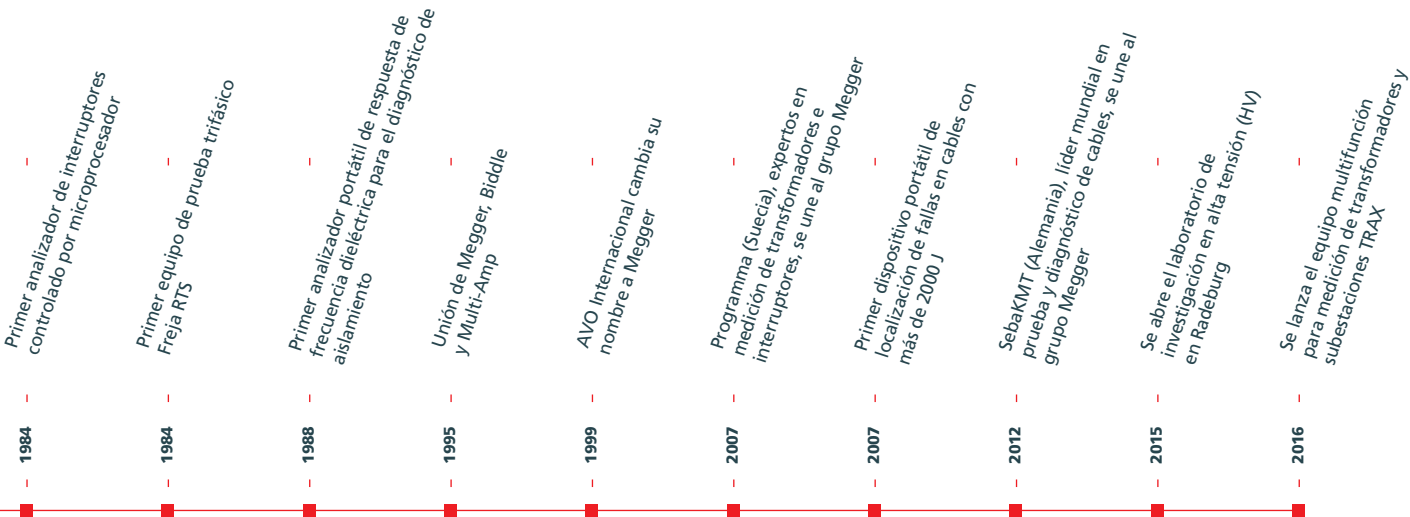 Primer analizador de interruptores
controlado por microprocesador
1984
Primer equipo de prueba trifásico
Freja RTS
1984
Primer analizador portátil de respuesta de
frecuencia dieléctrica para el diagnóstico de
aislamiento
1988
Unión de Megger, Biddle
y Multi-Amp
1995
AVO Internacional cambia su
nombre a Megger
1999
Programma (Suecia), expertos en
medición de transformadores e
interruptores, se une al grupo Megger
2007
Primer dispositivo portátil de
localización de fallas en cables con
más de 2000 J
2007
SebaKMT (Alemania), líder mundial en
prueba y diagnóstico de cables, se une al
grupo Megger
2012
Se abre el laboratorio de
investigación en alta tensión (HV)
en Radeburg
2015
Se lanza el equipo multifunción
para medición de transformadores y
subestaciones TRAX
2016